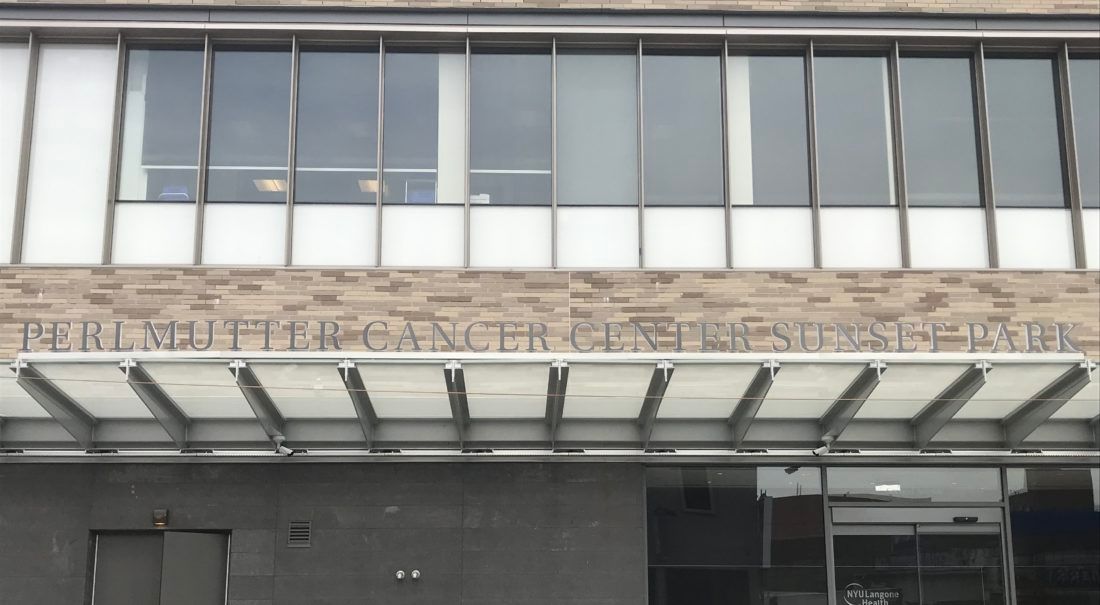 PERLMUTTER CANCER CENTER SUNSET PARK
NYU Langone
Health